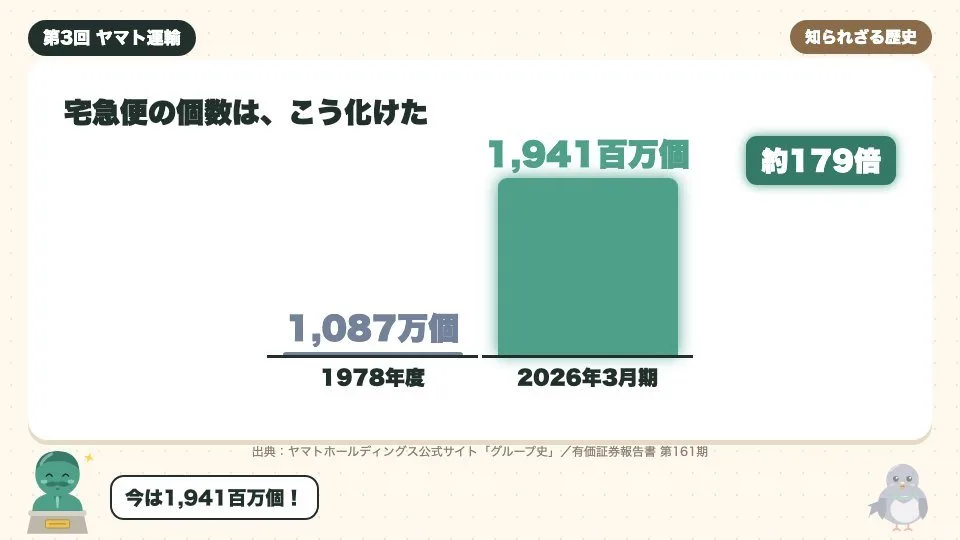 第3回 ヤマト運輸
知られざる歴史
宅急便の個数は、こう化けた
1,941百万個
約179倍
1,087万個
1978年度
2026年3月期
出典：ヤマトホールディングス公式サイト「グループ史」／有価証券報告書 第161期
今は1,941百万個！